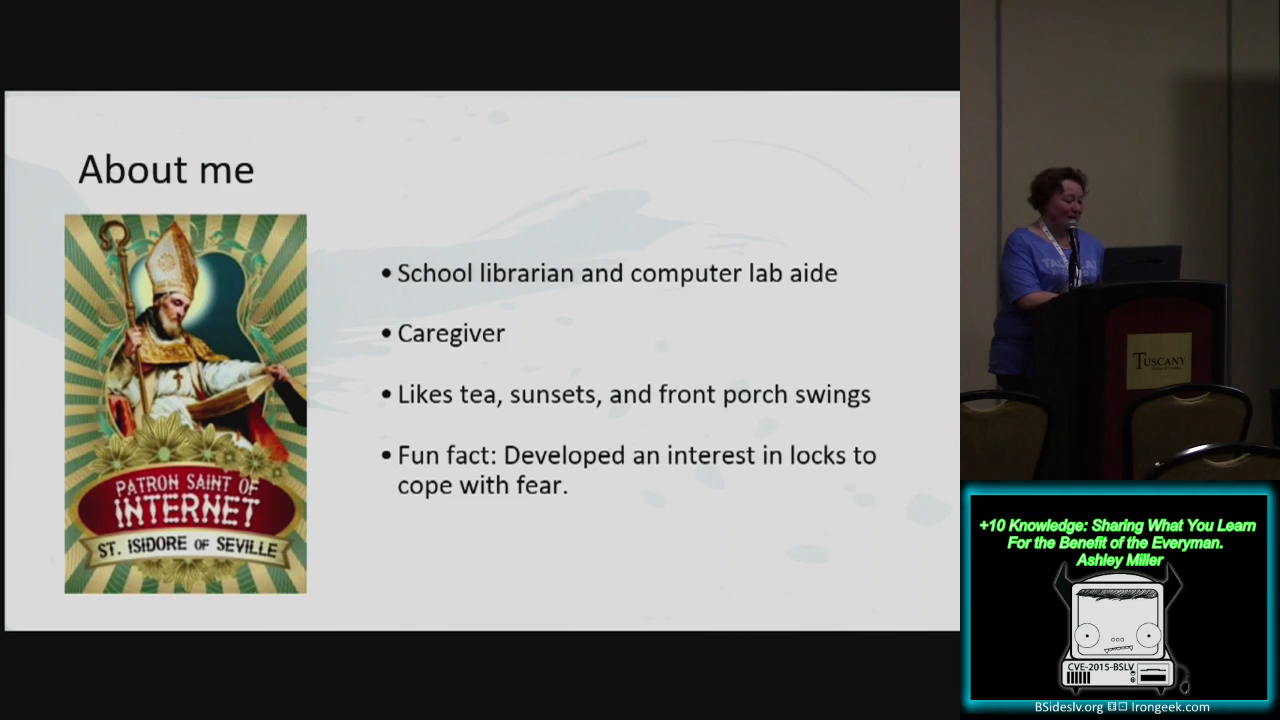 About me
PATRON SAINT OF
INTERNET
ST. ISIDORE OF SEVILLE
• School librarian and computer lab aide
• Caregiver
• Likes tea, sunsets, and front porch swings
• Fun fact: Developed an interest in locks to
cope with fear.
TUSCANY
+10 Knowledge: Sharing What You Learn
For the Benefit of the Everyman.
Ashley Miller
CVE-2015-BSLV
BSideslv.org
Irongeek.com